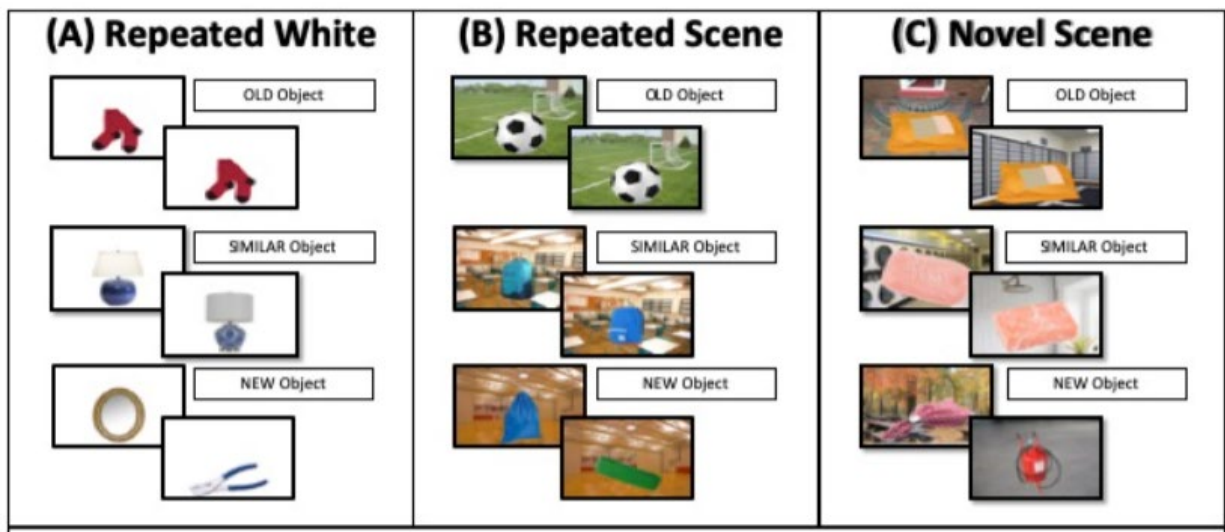 (A) Repeated White
OLD Object
SIMILAR Object
NEW Object
(B) Repeated Scene
OLD Object
SIMILAR Object
NEW Object
(C) Novel Scene
OLD Object
SIMILAR Object
NEW Object